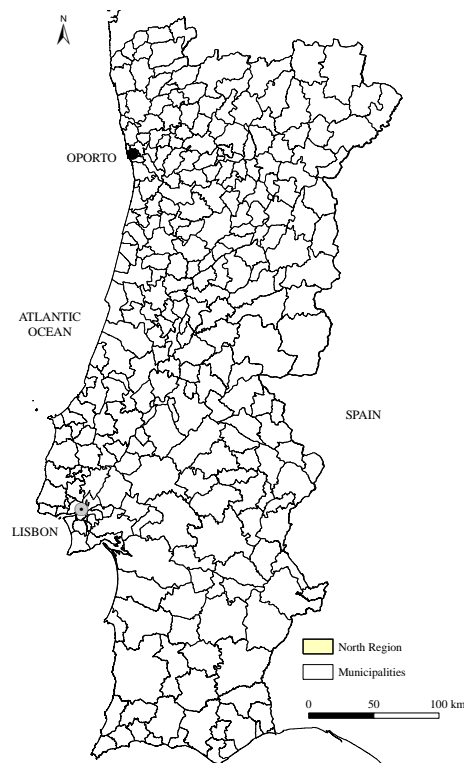 N
OPORTO
ATLANTIC
OCEAN
SPAIN
LISBON
North Region
Municipalities
0 50 100 km